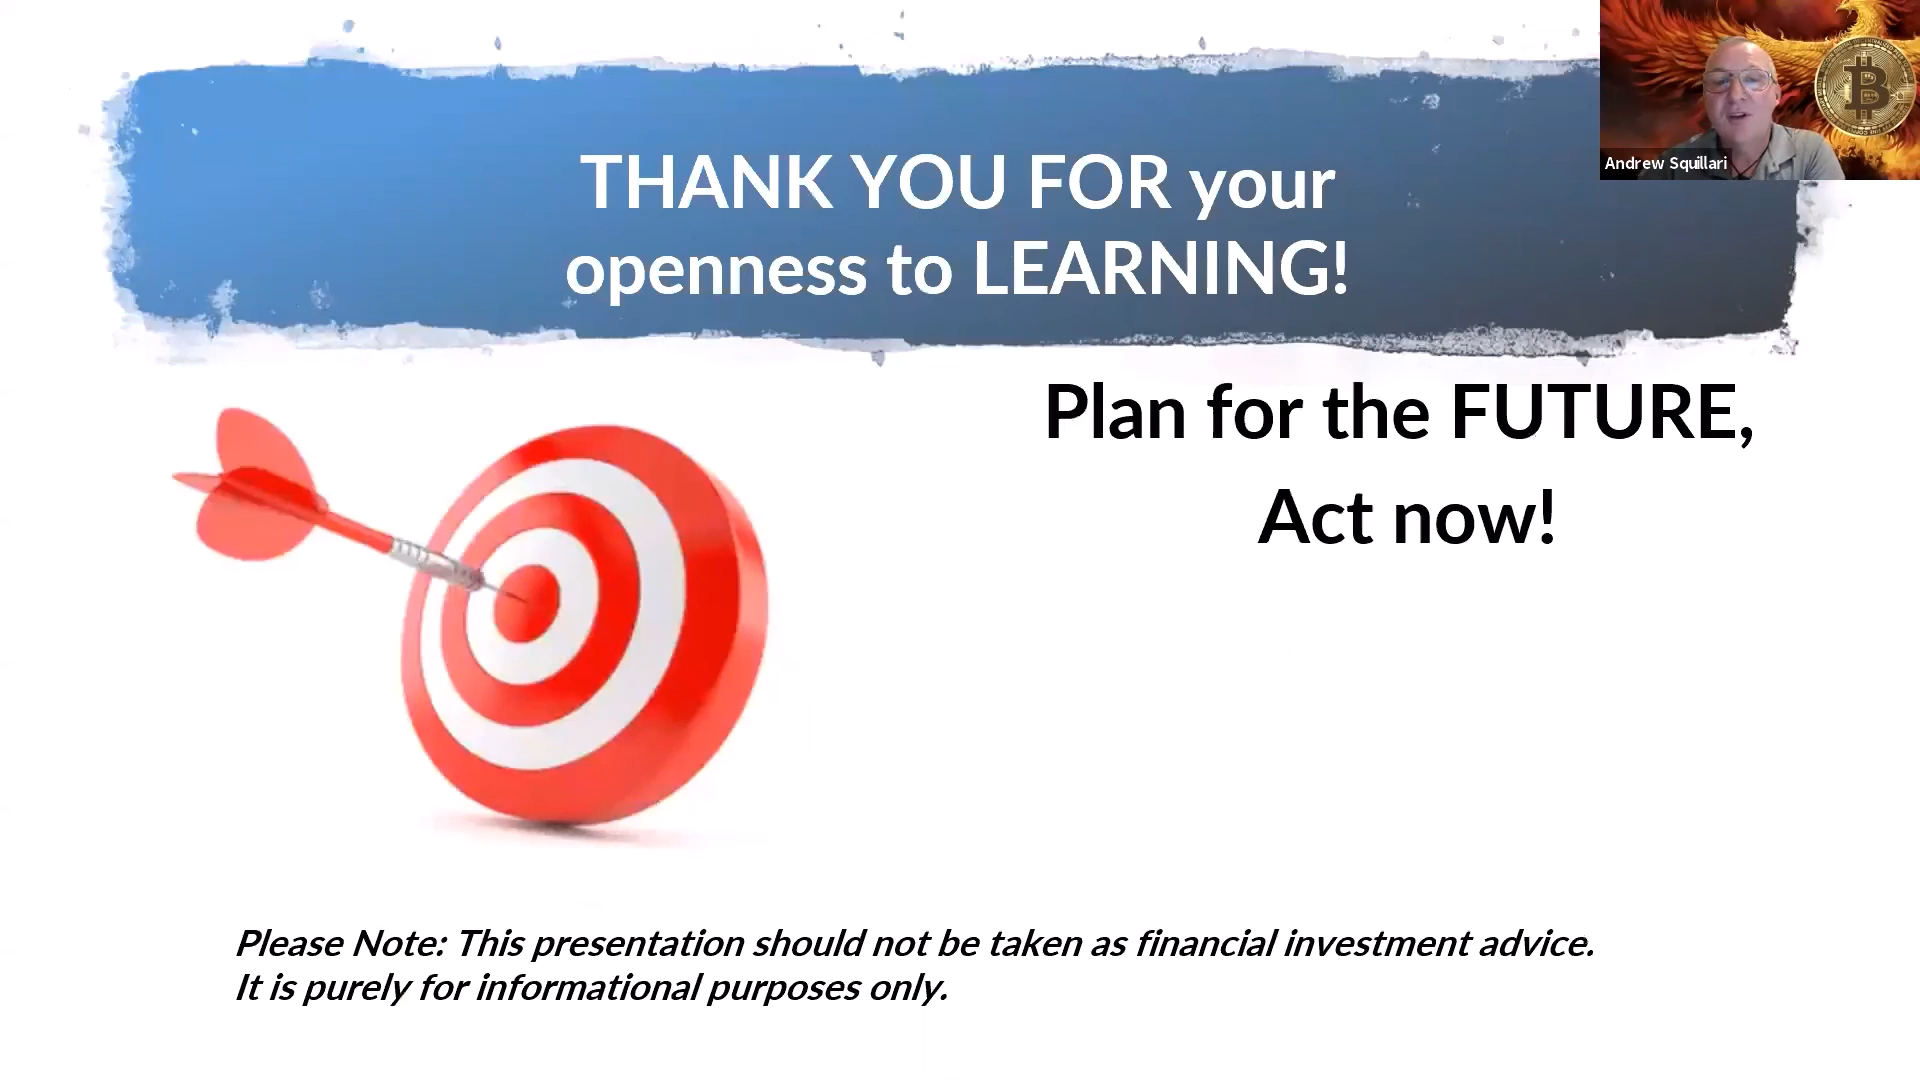 THANK YOU FOR your
openness to LEARNING!
Andrew Squillari
Plan for the FUTURE,
Act now!
Please Note: This presentation should not be taken as financial investment advice.
It is purely for informational purposes only.